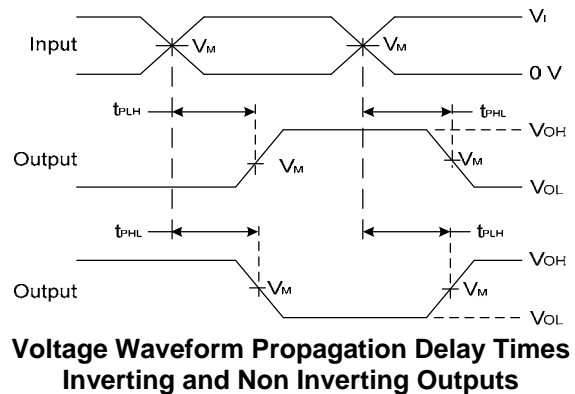 VI
Input
VM
VM
0 V
tPLH
tPHL
VOH
Output
VM
VM
VOL
tPHL
tPLH
VOH
Output
VM
VM
VOL
Voltage Waveform Propagation Delay Times
Inverting and Non Inverting Outputs